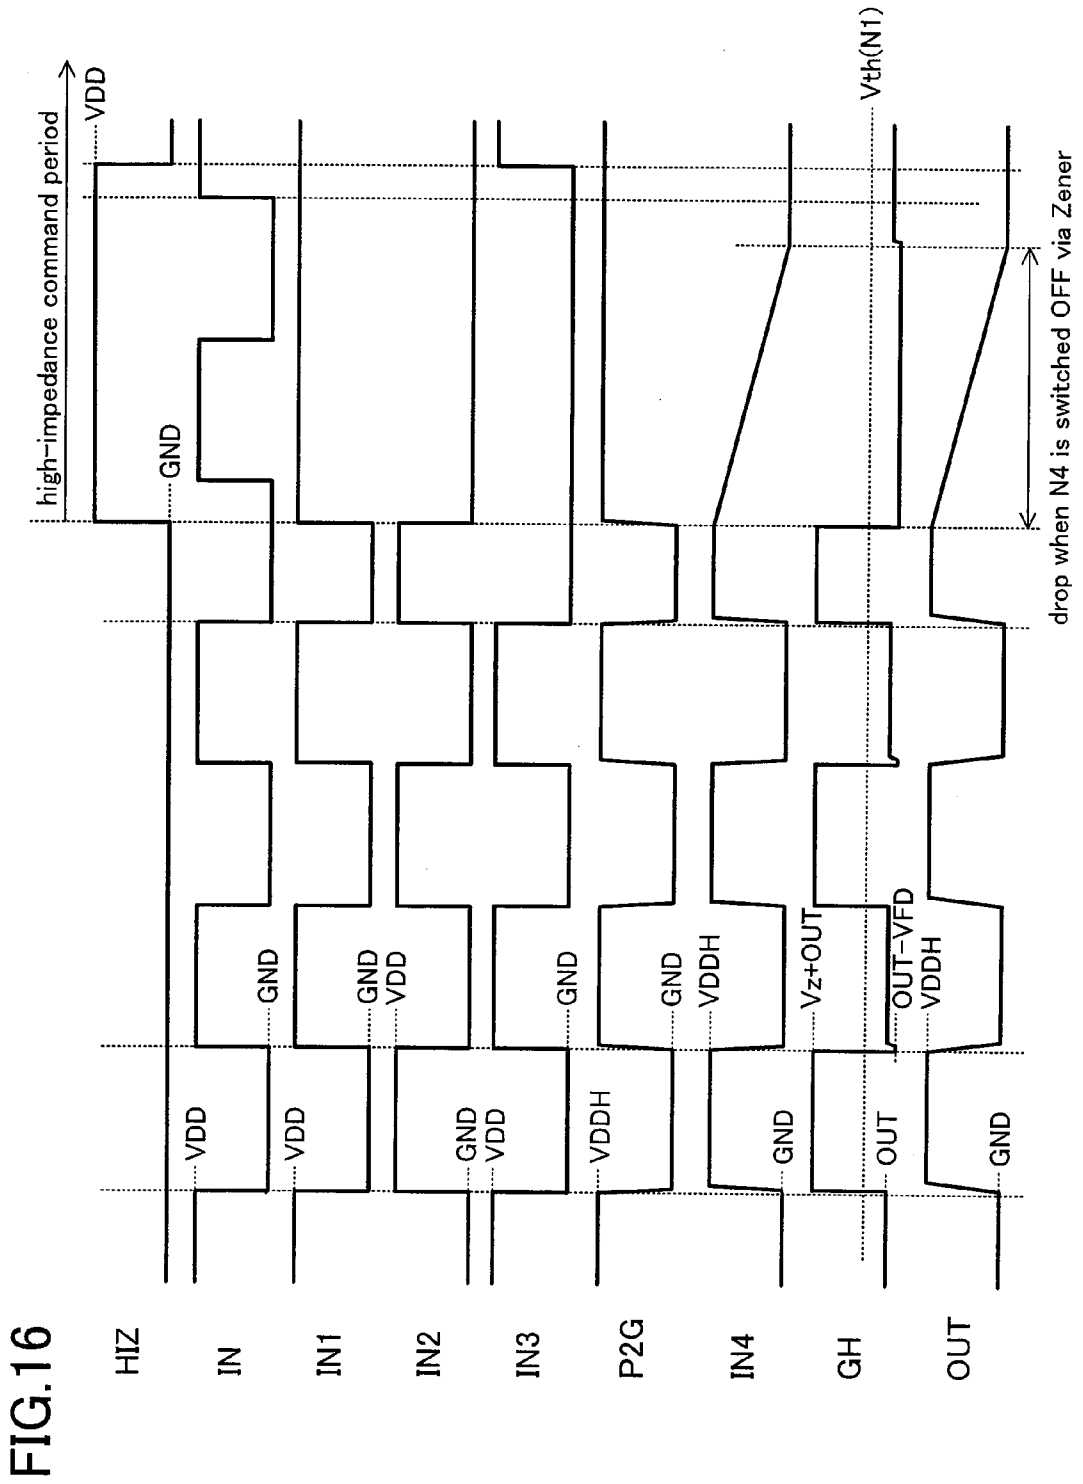 FIG.16
high-impedance command period
HIZ
VDD
GND
IN
VDD
GND
IN1
VDD
GND
IN2
VDD
GND
IN3
VDD
GND
P2G
VDDH
GND
IN4
VDDH
GND
GH
Vz+OUT
Vth(N1)
OUT
OUT-VFD
OUT
VDDH
GND
drop when N4 is switched OFF via Zener